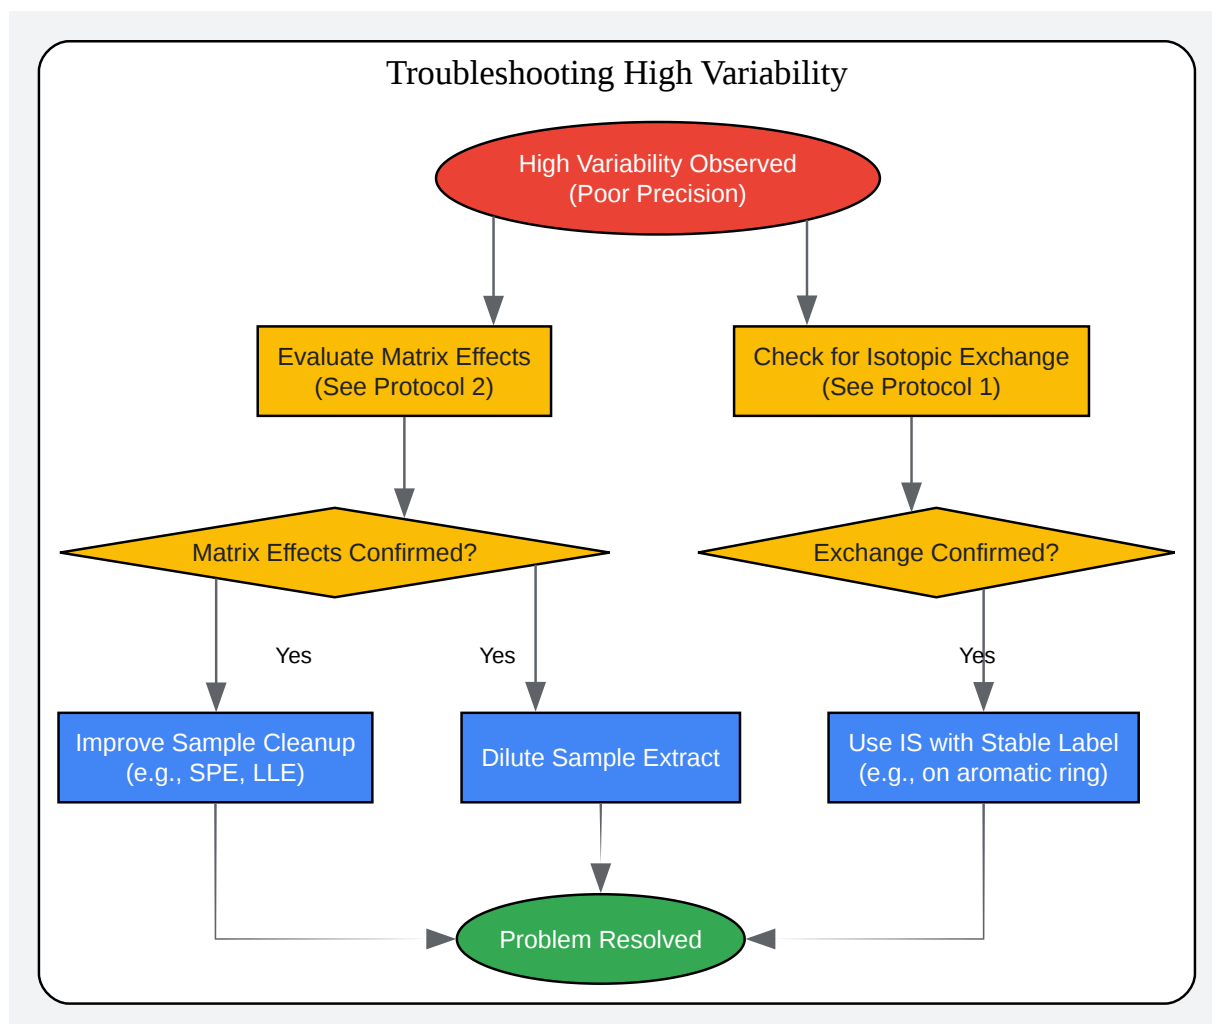 Troubleshooting High Variability
High Variability Observed
(Poor Precision)
Evaluate Matrix Effects
(See Protocol 2)
Check for Isotopic Exchange
(See Protocol 1)
Matrix Effects Confirmed?
Exchange Confirmed?
Yes
Yes
Yes
Improve Sample Cleanup
(e.g., SPE, LLE)
Dilute Sample Extract
Use IS with Stable Label
(e.g., on aromatic ring)
Problem Resolved